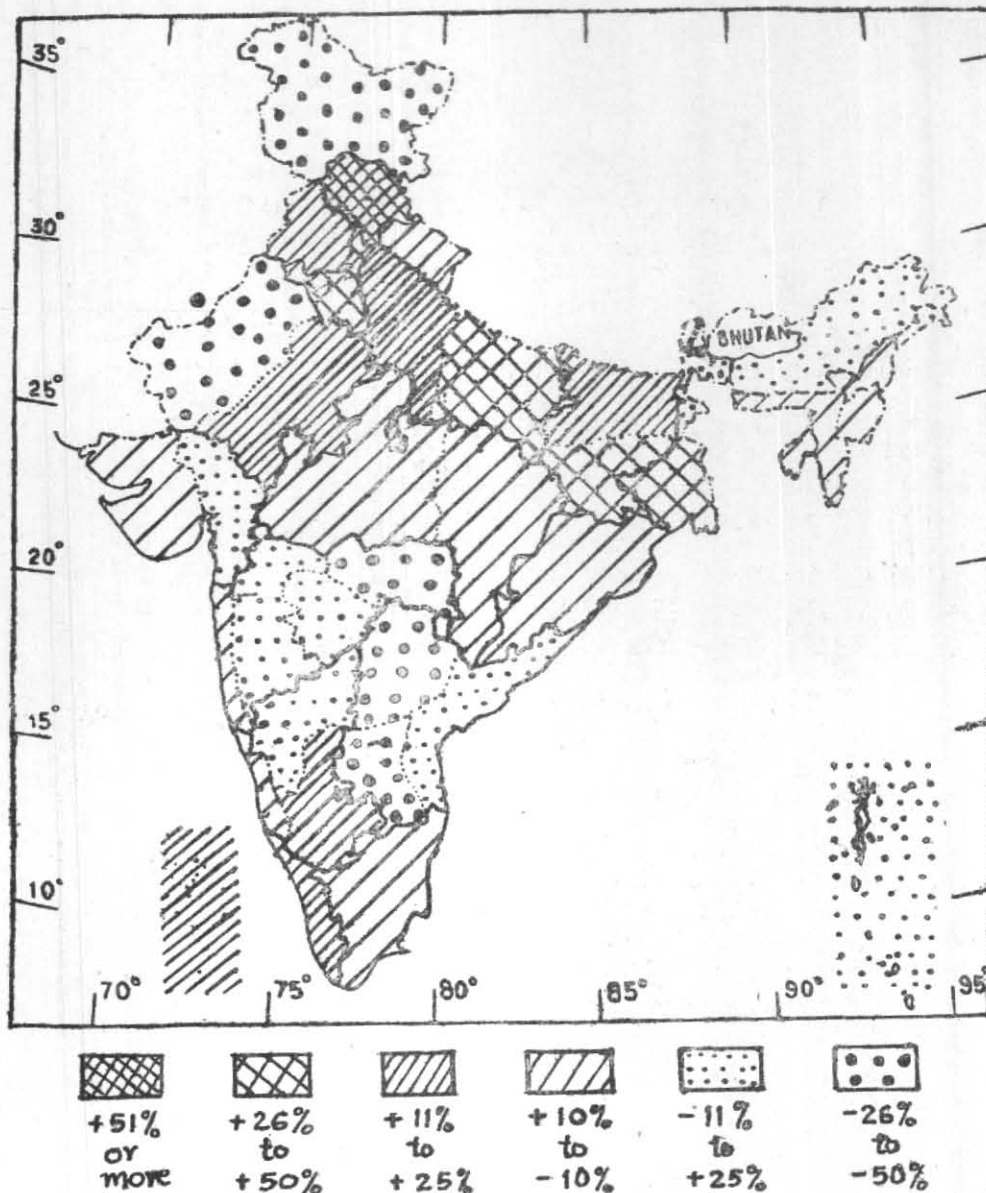 35°
30°
25°
20°
15°
10°
BHUTAN
70° 75° 80° 85° 90° 95°
+51%
or
more
+26%
to
+50%
+11%
to
+25%
+10%
to
-10%
-11%
to
+25%
-26%
to
-50%